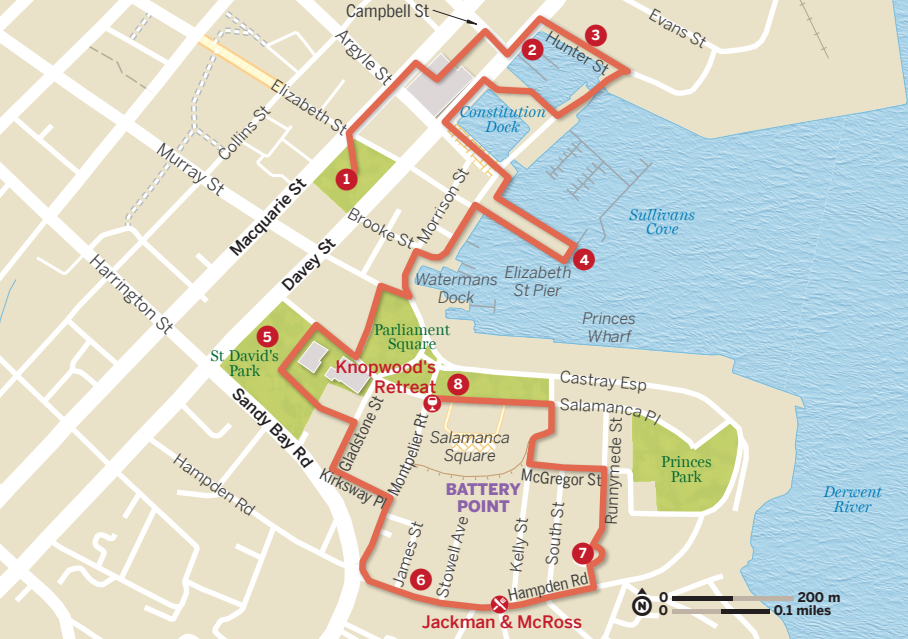 Campbell St
Evans St
3
2
Hunter St
Argyle St
Elizabeth St
Constitution
Dock
Collins St
Murray St
1
Macquarie St
Morrison St
Brooke St
Sullivans
Cove
Davey St
4
Harrington St
Watermans
Dock
Elizabeth
St Pier
Princes
Wharf
5
St David's
Park
Parliament
Square
Knopwood's
Retreat
8
Castray Esp
Salamanca Pl
Sandy Bay Rd
Gladstone St
Montpelier Rt
Salamanca
Square
Runnymede St
Princes
Park
Hampden Rd
Kirksway Pl
McGregor St
BATTERY
POINT
Derwent
River
James St
Stowell Ave
Kelly St
South St
7
6
Hampden Rd
Jackman & McRoss
N
0 200 m
0 0.1 miles